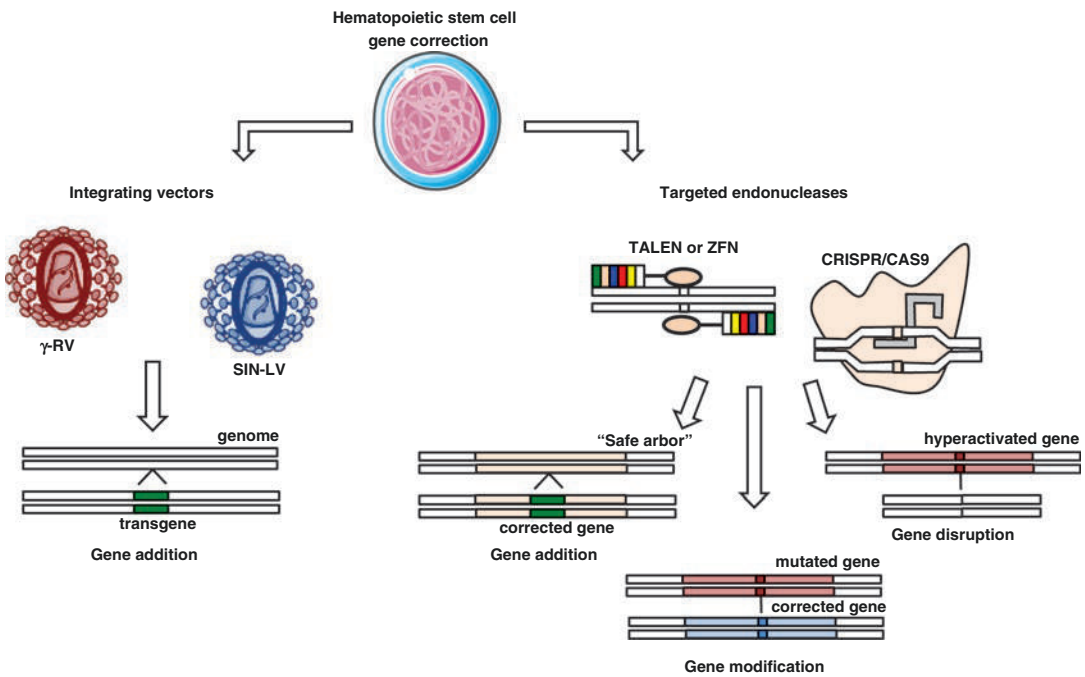 Hematopoietic stem cell
gene correction
Integrating vectors
Targeted endonucleases
γ-RV
SIN-LV
TALEN or ZFN
CRISPR/CAS9
genome
transgene
Gene addition
“Safe arbor”
corrected gene
Gene addition
hyperactivated gene
Gene disruption
mutated gene
corrected gene
Gene modification